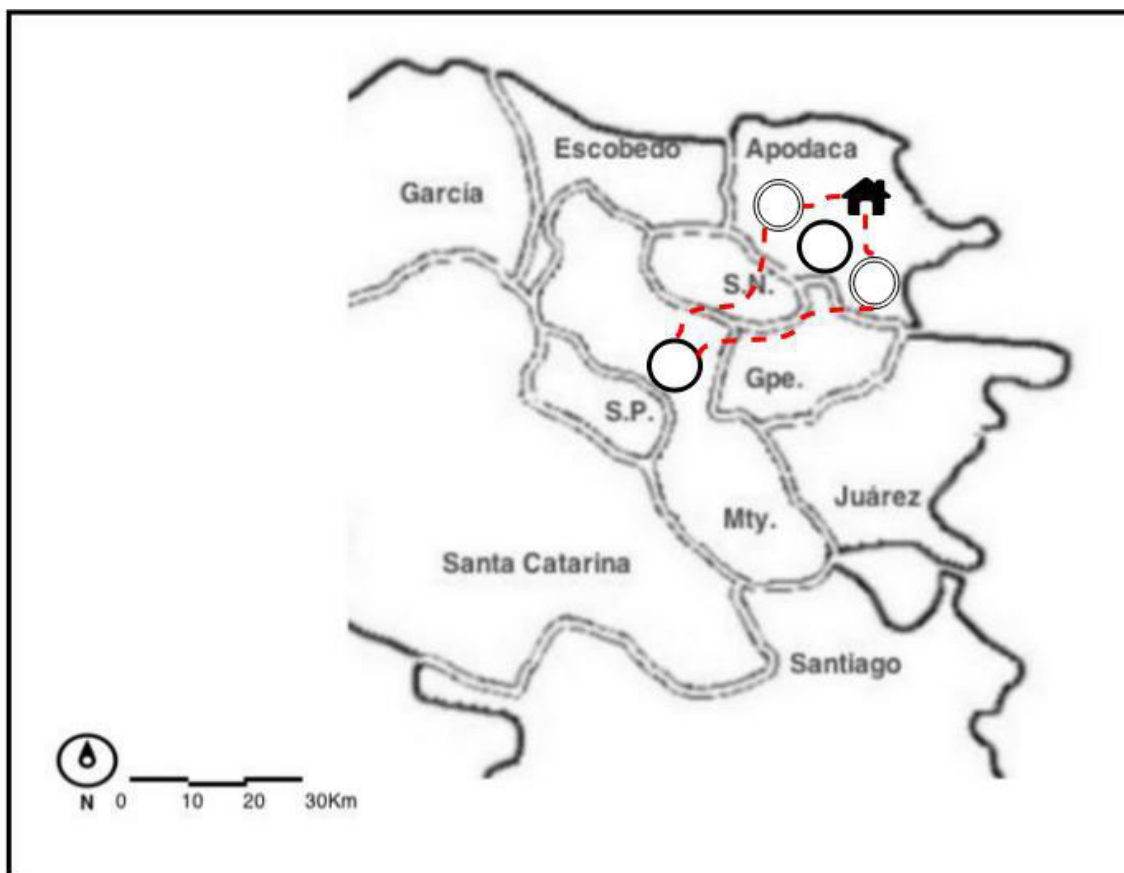 Escobedo
Apodaca
García
S.N.
Gpe.
S.P.
Juárez
Mty.
Santa Catarina
Santiago
N 0 10 20 30Km